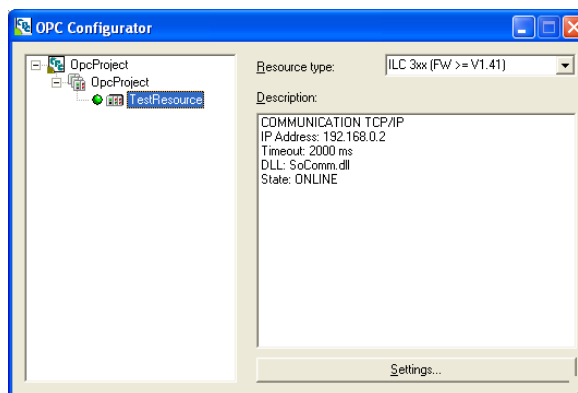 OPC Configurator
OpcProject
OpcProject
TestResource
Resource type:
ILC 3xx (FW >= V1.41)
Description:
COMMUNICATION TCP/IP
IP Address: 192.168.0.2
Timeout: 2000 ms
DLL: SoComm.dll
State: ONLINE
Settings...